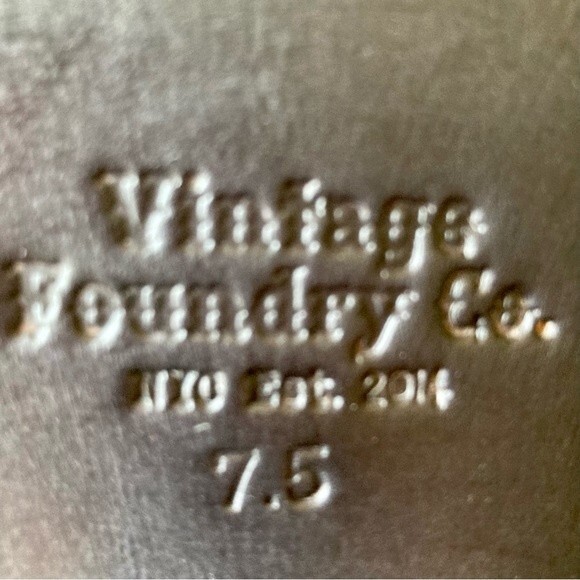 Vintage
Foundry Co.
NYC Est. 2014
7.5